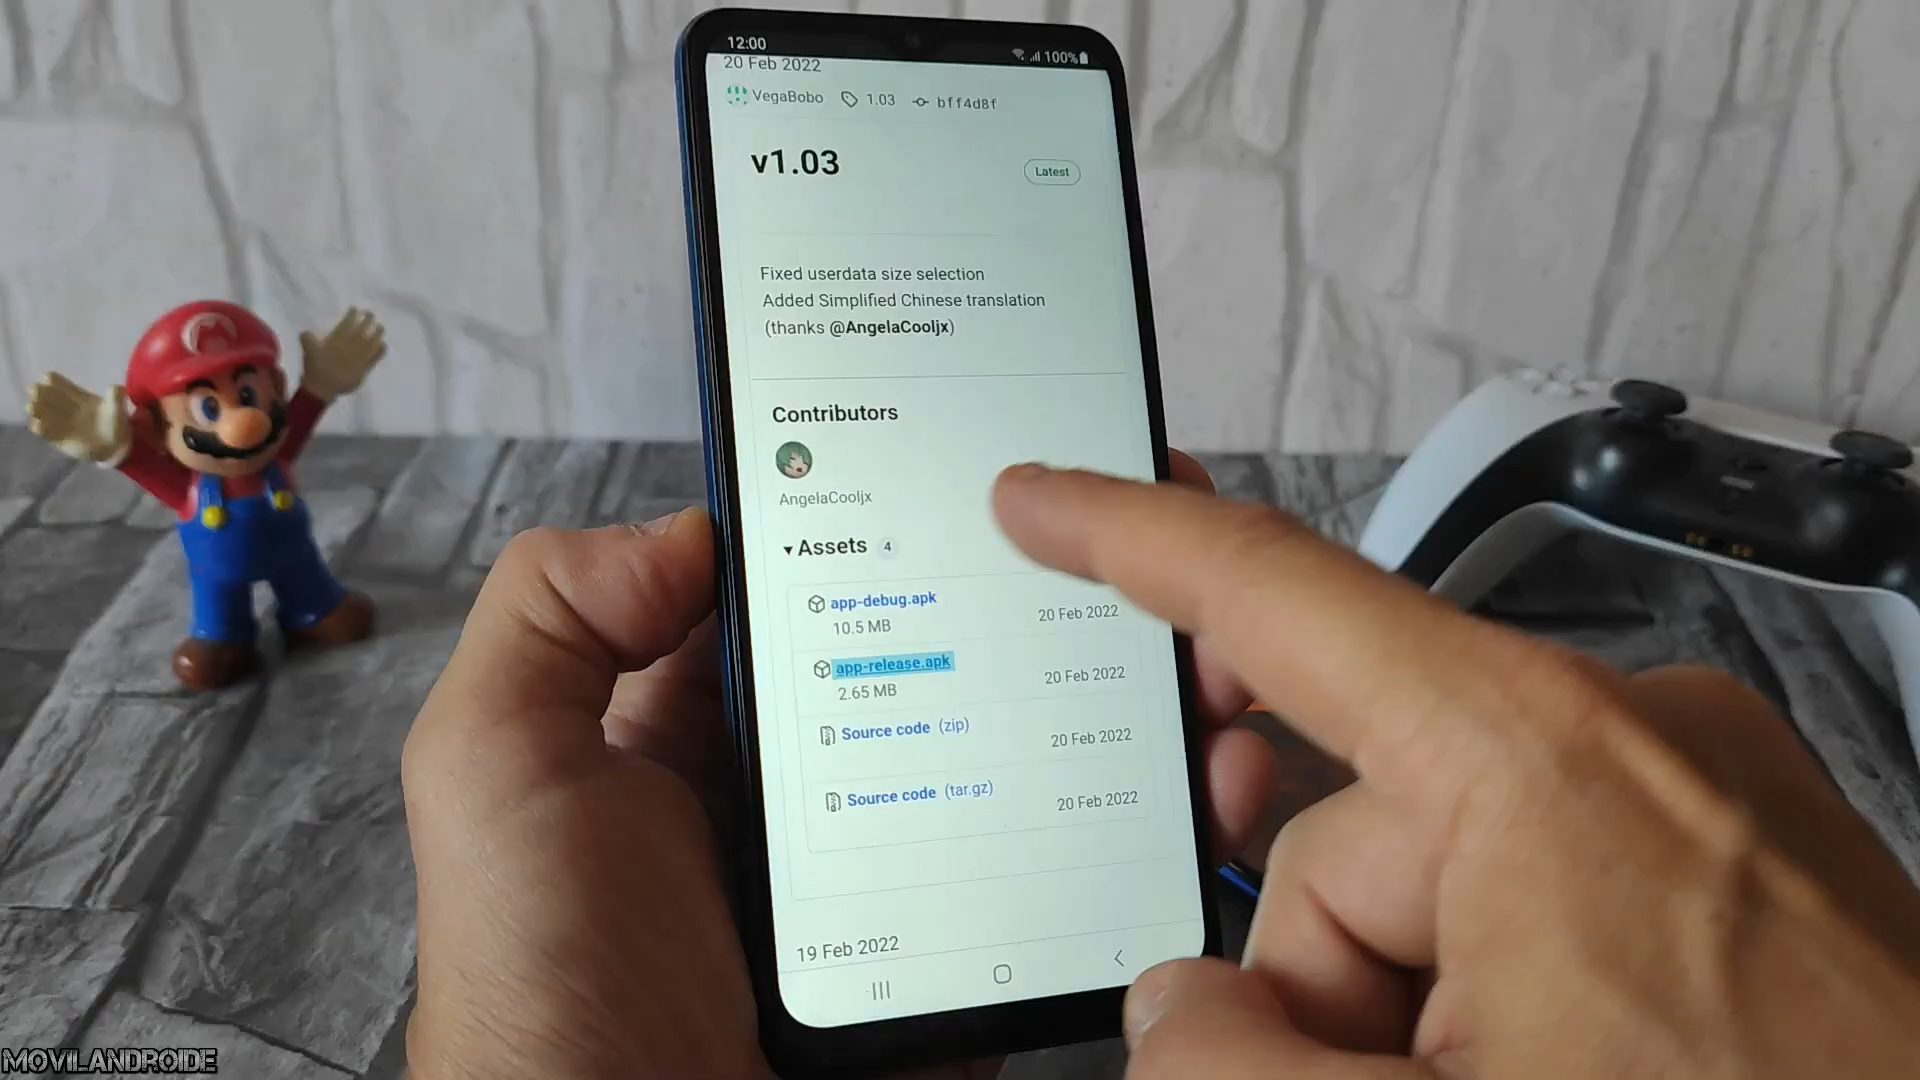 12:00
100%
20 Feb 2022
VegaBobo 1.03 bff4d8f
v1.03
Latest
Fixed userdata size selection
Added Simplified Chinese translation
(thanks @AngelaCooljx)
Contributors
AngelaCooljx
Assets 4
app-debug.apk
10.5 MB
20 Feb 2022
app-release.apk
2.65 MB
20 Feb 2022
Source code (zip)
20 Feb 2022
Source code (tar.gz)
20 Feb 2022
19 Feb 2022
MOVILANDROIDE